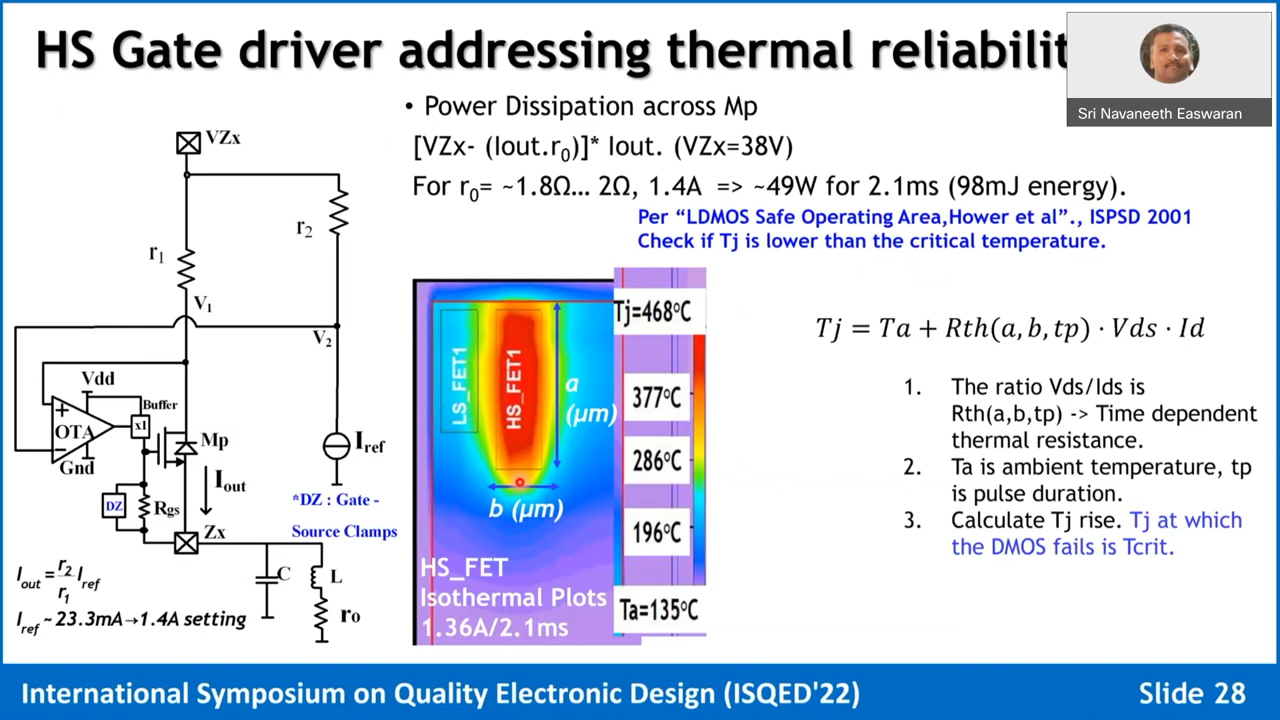 HS Gate driver addressing thermal reliabilit
Sri Navaneeth Easwaran
• Power Dissipation across Mp
[VZx- (Iout.r₀)]* Iout. (VZx=38V)
For r₀= ~1.8Ω... 2Ω, 1.4A => ~49W for 2.1ms (98mJ energy).
Per “LDMOS Safe Operating Area,Hower et al”., ISPSD 2001
Check if Tj is lower than the critical temperature.
VZx
r₂
r₁
V₁
V₂
Vdd
Buffer
+
OTA
x1
−
Gnd
Mp
Iout
Iref
DZ
Rgs
*DZ : Gate -
Source Clamps
Zx
C
L
r₀
Iout = r₂/r₁ Iref
Iref ~ 23.3mA→1.4A setting
LS_FET1
HS_FET1
a
(µm)
b (µm)
HS_FET
Isothermal Plots
1.36A/2.1ms
Tj=468°C
377°C
286°C
196°C
Ta=135°C
Tj = Ta + Rth(a, b, tp) · Vds · Id
1. The ratio Vds/Ids is
Rth(a,b,tp) -> Time dependent
thermal resistance.
2. Ta is ambient temperature, tp
is pulse duration.
3. Calculate Tj rise. Tj at which
the DMOS fails is Tcrit.
International Symposium on Quality Electronic Design (ISQED'22)
Slide 28